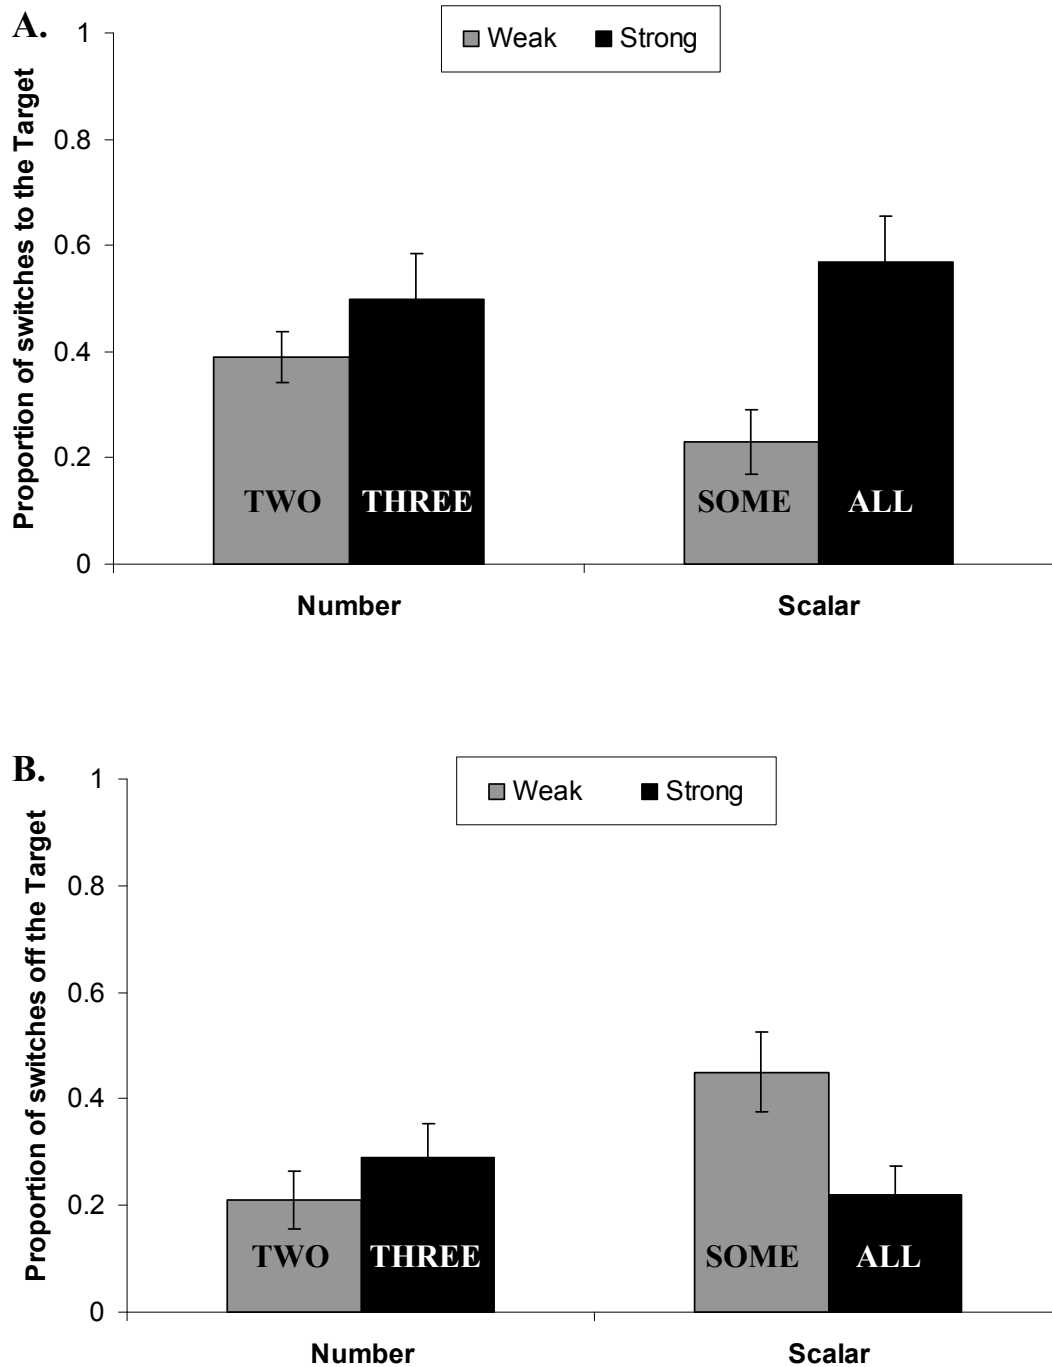 A.
Weak Strong
Proportion of switches to the Target
1
0.8
0.6
0.4
0.2
0
TWO THREE SOME ALL
Number Scalar
B.
Weak Strong
Proportion of switches off the Target
1
0.8
0.6
0.4
0.2
0
TWO THREE SOME ALL
Number Scalar